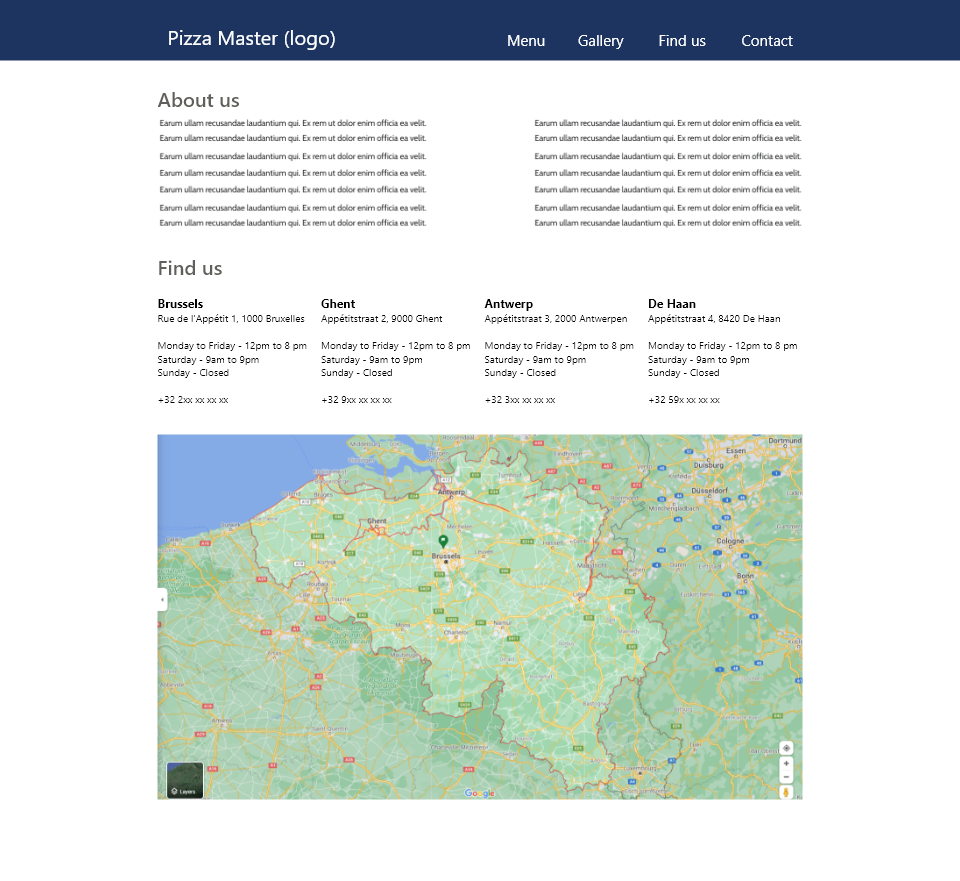 Pizza Master (logo)
Menu
Gallery
Find us
Contact
About us
Earum ullam recusandae laudantium qui. Ex rem ut dolor enim officia ea velit.
Earum ullam recusandae laudantium qui. Ex rem ut dolor enim officia ea velit.
Earum ullam recusandae laudantium qui. Ex rem ut dolor enim officia ea velit.
Earum ullam recusandae laudantium qui. Ex rem ut dolor enim officia ea velit.
Earum ullam recusandae laudantium qui. Ex rem ut dolor enim officia ea velit.
Earum ullam recusandae laudantium qui. Ex rem ut dolor enim officia ea velit.
Earum ullam recusandae laudantium qui. Ex rem ut dolor enim officia ea velit.
Earum ullam recusandae laudantium qui. Ex rem ut dolor enim officia ea velit.
Earum ullam recusandae laudantium qui. Ex rem ut dolor enim officia ea velit.
Earum ullam recusandae laudantium qui. Ex rem ut dolor enim officia ea velit.
Earum ullam recusandae laudantium qui. Ex rem ut dolor enim officia ea velit.
Earum ullam recusandae laudantium qui. Ex rem ut dolor enim officia ea velit.
Earum ullam recusandae laudantium qui. Ex rem ut dolor enim officia ea velit.
Earum ullam recusandae laudantium qui. Ex rem ut dolor enim officia ea velit.
Find us
Brussels
Rue de l'Appétit 1, 1000 Bruxelles
Monday to Friday - 12pm to 8 pm
Saturday - 9am to 9pm
Sunday - Closed
+32 2xx xx xx xx
Ghent
Appétitstraat 2, 9000 Ghent
Monday to Friday - 12pm to 8 pm
Saturday - 9am to 9pm
Sunday - Closed
+32 9xx xx xx xx
Antwerp
Appétitstraat 3, 2000 Antwerpen
Monday to Friday - 12pm to 8 pm
Saturday - 9am to 9pm
Sunday - Closed
+32 3xx xx xx xx
De Haan
Appétitstraat 4, 8420 De Haan
Monday to Friday - 12pm to 8 pm
Saturday - 9am to 9pm
Sunday - Closed
+32 59x xx xx xx
Dortmund
Essen
Duisburg
Düsseldorf
Antwerp
Ghent
Cologne
Brussels
Bonn
Mons
Namur
Layers
Google